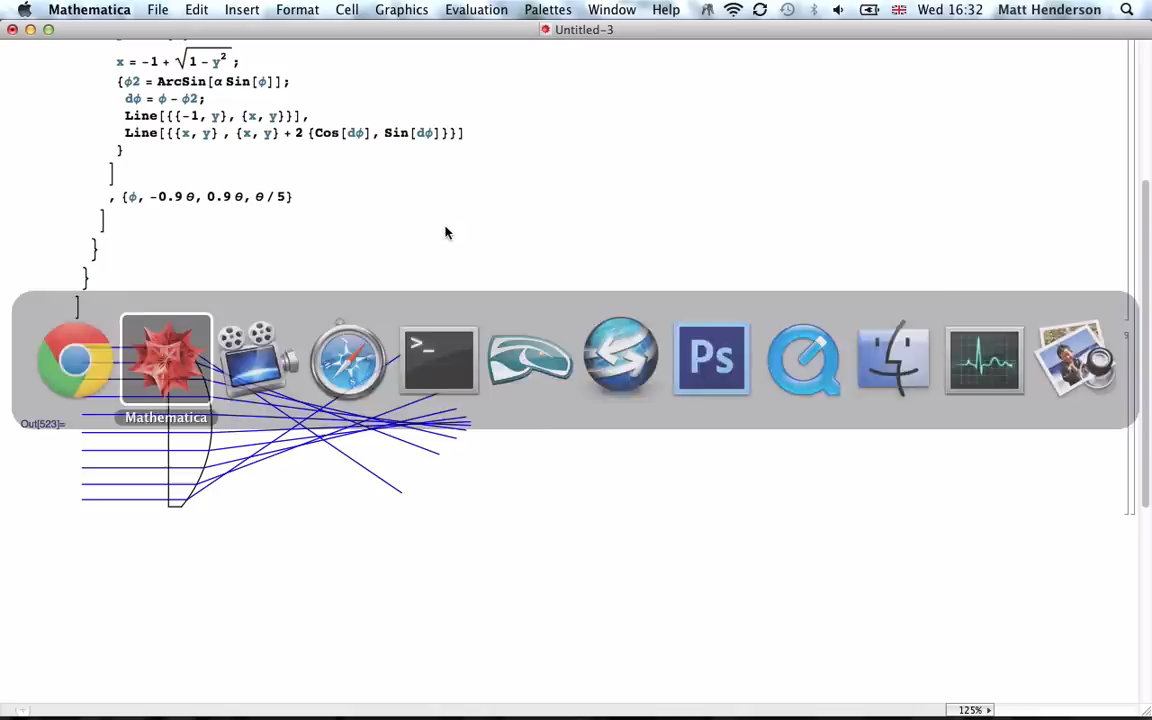 Mathematica File Edit Insert Format Cell Graphics Evaluation Palettes Window Help Wed 16:32 Matt Henderson
Untitled-3
x = -1 + √(1 - y²) ;
{ϕ2 = ArcSin[α Sin[ϕ]];
dϕ = ϕ - ϕ2;
Line[{{-1, y}, {x, y}}],
Line[{{x, y} , {x, y} + 2 {Cos[dϕ], Sin[dϕ]}}]
}
]
, {ϕ, -0.9 θ, 0.9 θ, θ / 5}
]
}
}
]
>_
Ps
Mathematica
Out[523]=
125%